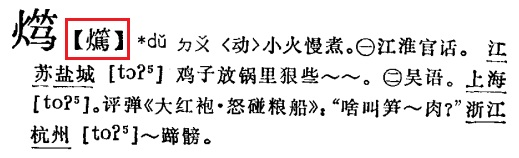 𤇭【㷶】 *dǔ ㄉㄨˇ 〈动〉小火慢煮。㊀江淮官话。江
苏盐城 [toʔ⁵] 鸡子放锅里狠些～～。㊁吴语。上海
[toʔ⁵]。评弹《大红袍·怒碰粮船》：“啥叫笋～肉？”浙江
杭州 [toʔ⁵]～蹄髈。